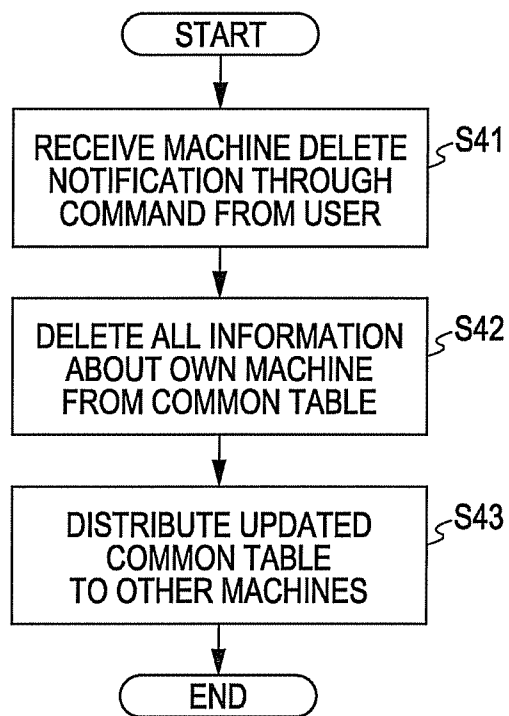 START
RECEIVE MACHINE DELETE
NOTIFICATION THROUGH
COMMAND FROM USER
S41
DELETE ALL INFORMATION
ABOUT OWN MACHINE
FROM COMMON TABLE
S42
DISTRIBUTE UPDATED
COMMON TABLE
TO OTHER MACHINES
S43
END